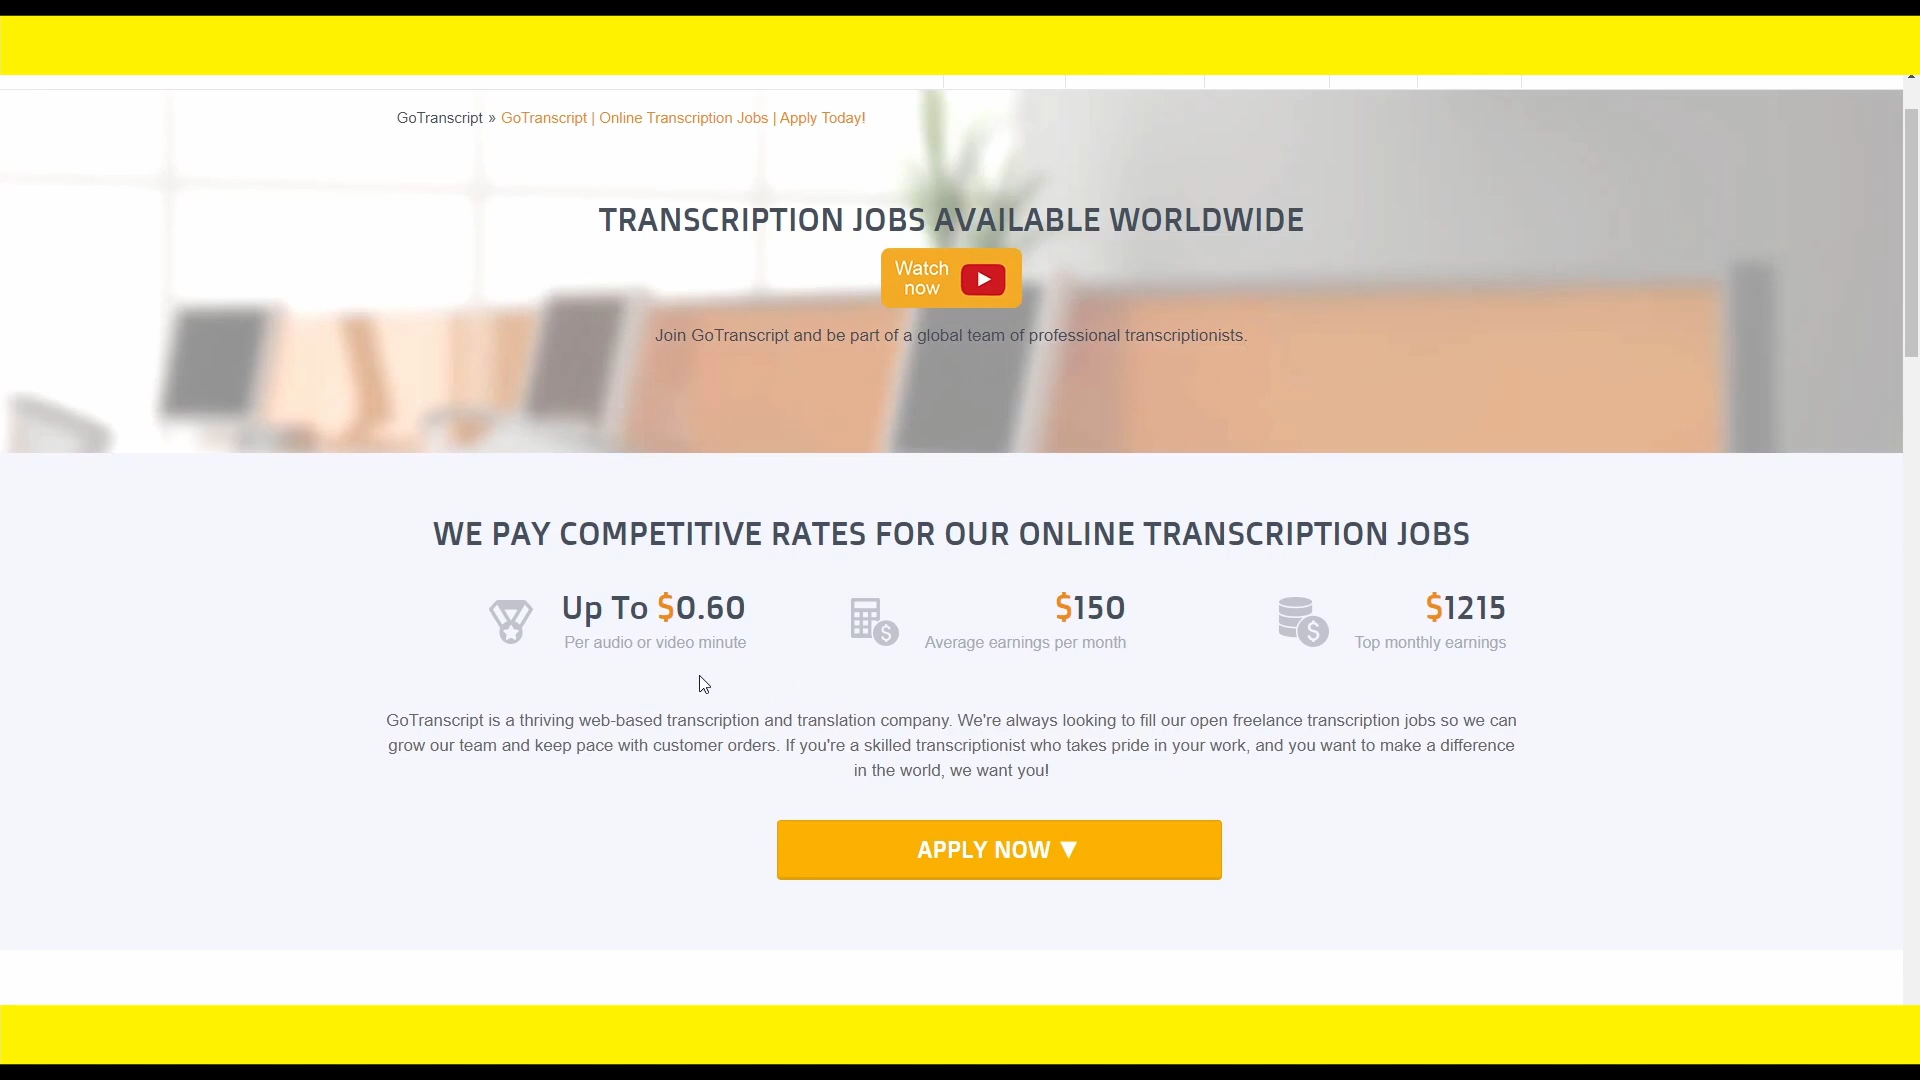 GoTranscript » GoTranscript | Online Transcription Jobs | Apply Today!
TRANSCRIPTION JOBS AVAILABLE WORLDWIDE
Watch
now
Join GoTranscript and be part of a global team of professional transcriptionists.
WE PAY COMPETITIVE RATES FOR OUR ONLINE TRANSCRIPTION JOBS
Up To $0.60
Per audio or video minute
$150
Average earnings per month
$1215
Top monthly earnings
GoTranscript is a thriving web-based transcription and translation company. We're always looking to fill our open freelance transcription jobs so we can
grow our team and keep pace with customer orders. If you're a skilled transcriptionist who takes pride in your work, and you want to make a difference
in the world, we want you!
APPLY NOW ▼